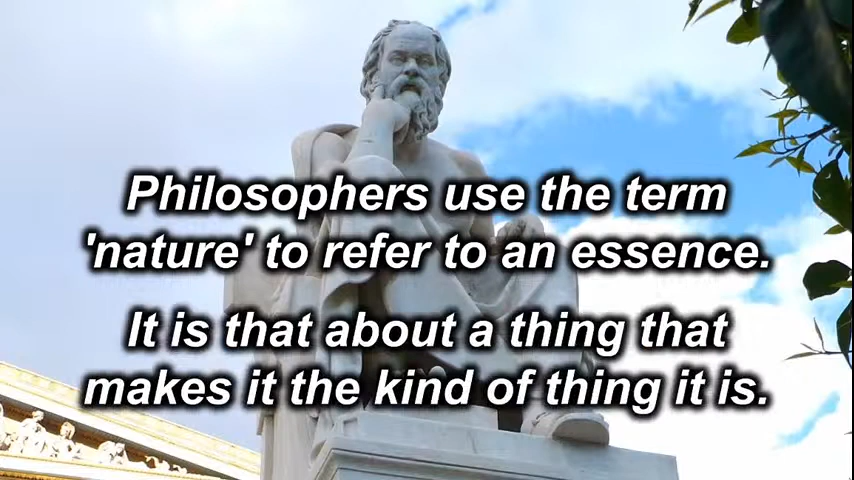 Philosophers use the term
'nature' to refer to an essence.
It is that about a thing that
makes it the kind of thing it is.